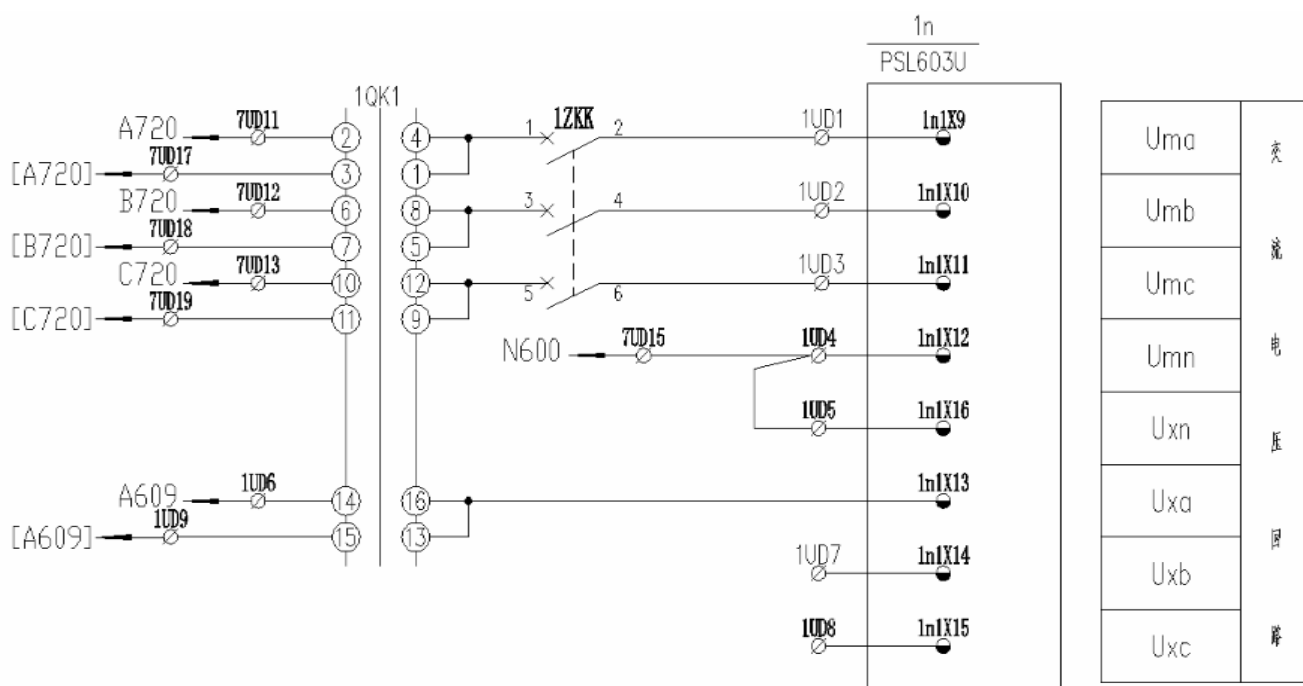 1n
PSL603U
1QK1
A720 7UD11 2 4 1 1ZKK 2 1UD1 1n1X9 Uma
[A720] 7UD17 3 1
B720 7UD12 6 8 3 4 1UD2 1n1X10 Umb
[B720] 7UD18 7 5
C720 7UD13 10 12 5 6 1UD3 1n1X11 Umc
[C720] 7UD19 11 9
N600 7UD15 1UD4 1n1X12 Umn
1UD5 1n1X16 Uxn
A609 1UD6 14 16 1n1X13 Uxa
[A609] 1UD9 15 13
1UD7 1n1X14 Uxb
1UD8 1n1X15 Uxc
交流电压回路